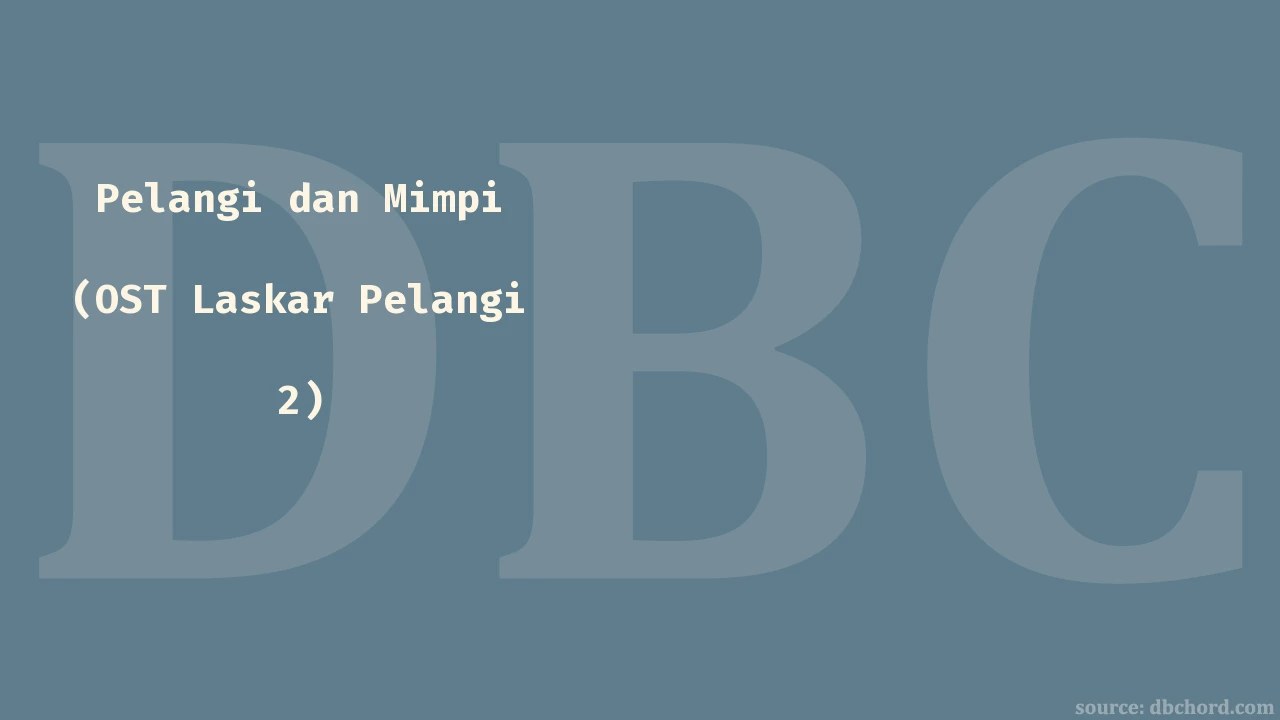 DBC
Pelangi dan Mimpi
(OST Laskar Pelangi
2)
source: dbchord.com